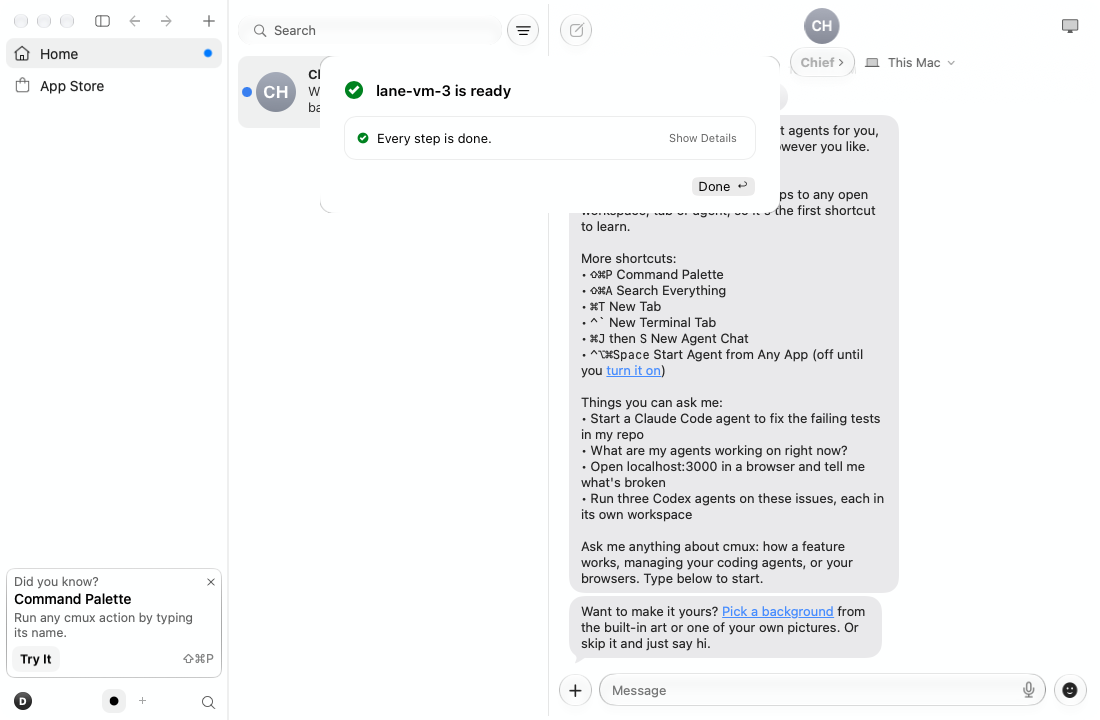 Home
App Store
Did you know?
Command Palette
Run any cmux action by typing
its name.
Try It
⇧⌘P
D
Search
CH
W
ba
lane-vm-3 is ready
Every step is done.
Show Details
Done ↩
CH
Chief ›
This Mac
t agents for you,
owever you like.
ps to any open
the first shortcut
to learn.
More shortcuts:
• ⇧⌘P Command Palette
• ⇧⌘A Search Everything
• ⌘T New Tab
• ^` New Terminal Tab
• ⌘J then S New Agent Chat
• ^⌥⌘Space Start Agent from Any App (off until
you turn it on)
Things you can ask me:
• Start a Claude Code agent to fix the failing tests
in my repo
• What are my agents working on right now?
• Open localhost:3000 in a browser and tell me
what's broken
• Run three Codex agents on these issues, each in
its own workspace
Ask me anything about cmux: how a feature
works, managing your coding agents, or your
browsers. Type below to start.
Want to make it yours? Pick a background from
the built-in art or one of your own pictures. Or
skip it and just say hi.
Message